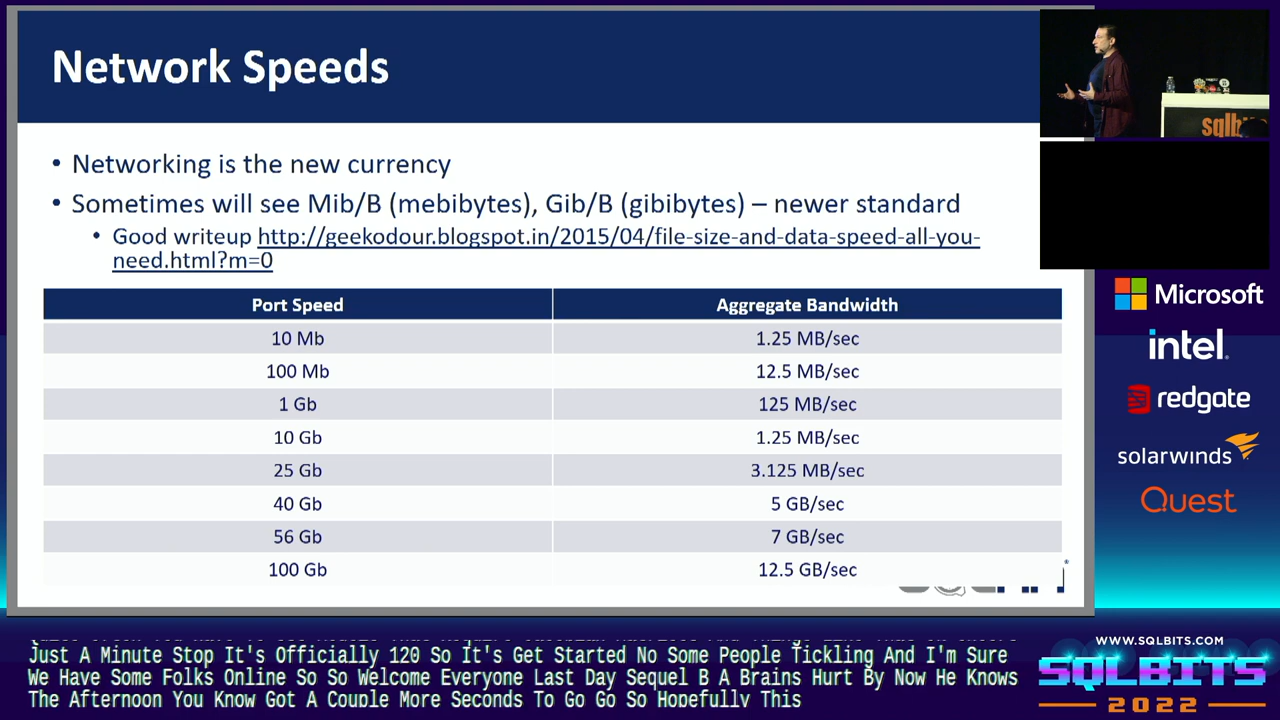 Network Speeds
• Networking is the new currency
• Sometimes will see Mib/B (mebibytes), Gib/B (gibibytes) – newer standard
• Good writeup http://geekodour.blogspot.in/2015/04/file-size-and-data-speed-all-you-
need.html?m=0
Port Speed Aggregate Bandwidth
10 Mb 1.25 MB/sec
100 Mb 12.5 MB/sec
1 Gb 125 MB/sec
10 Gb 1.25 MB/sec
25 Gb 3.125 MB/sec
40 Gb 5 GB/sec
56 Gb 7 GB/sec
100 Gb 12.5 GB/sec
sqlbits
Microsoft
intel.
redgate
solarwinds
Quest
Just A Minute Stop It's Officially 120 So It's Get Started No Some People Tickling And I'm Sure
We Have Some Folks Online So So Welcome Everyone Last Day Sequel B A Brains Hurt By Now He Knows
The Afternoon You Know Got A Couple More Seconds To Go Go So Hopefully This
WWW.SQLBITS.COM
SQLBITS
2022